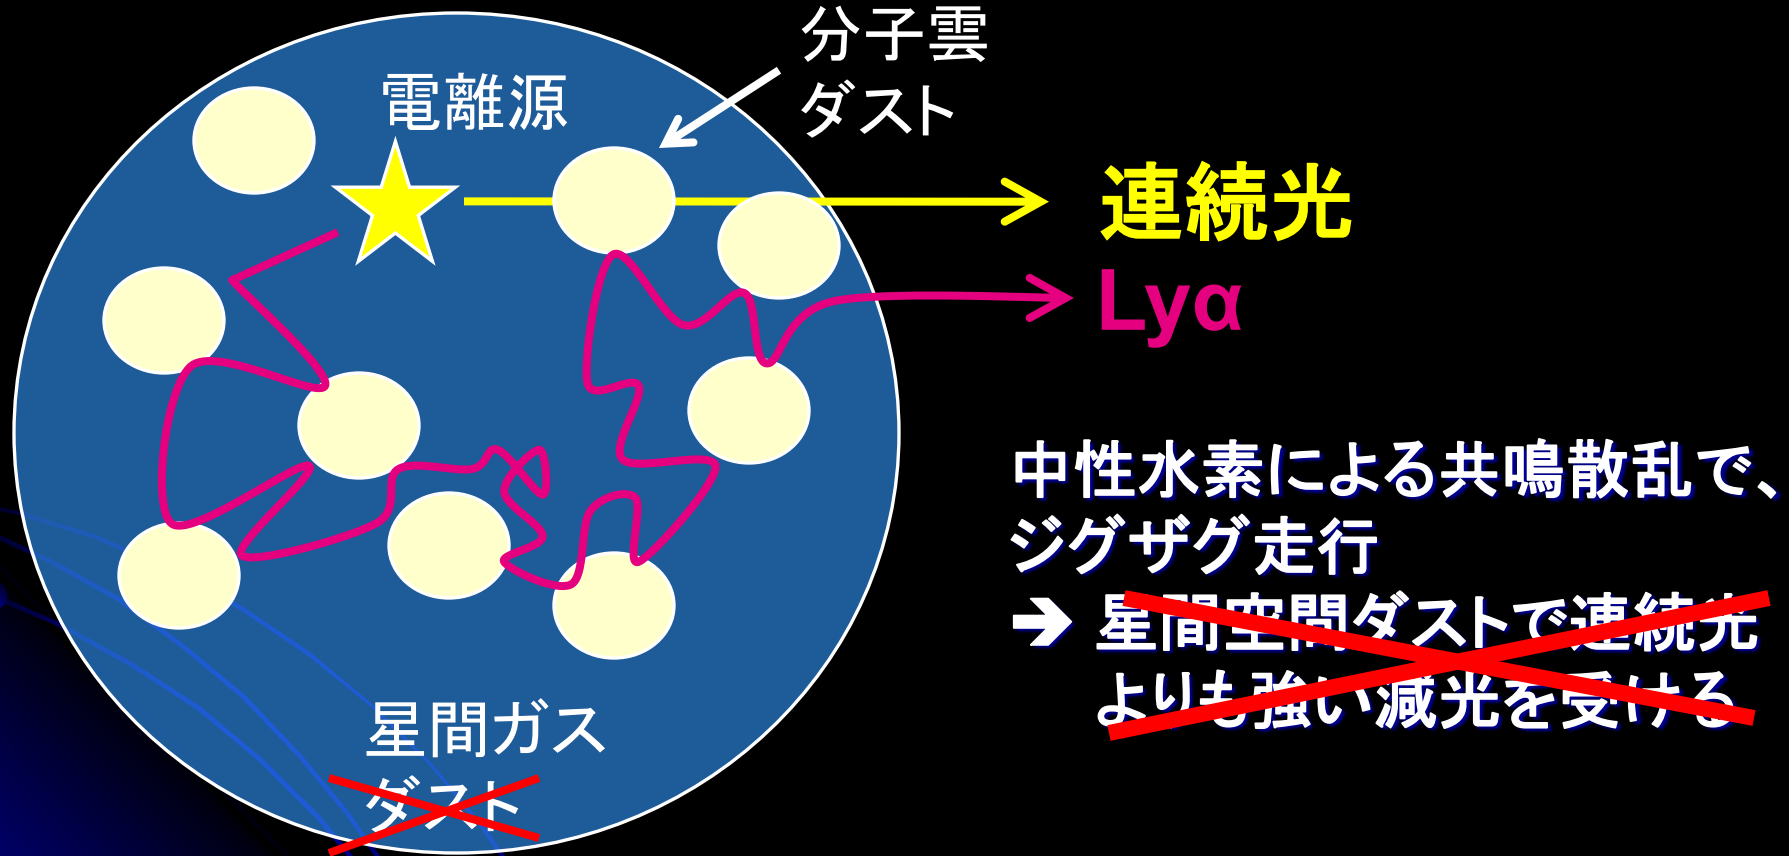 分子雲
ダスト
電離源
連続光
Lyα
中性水素による共鳴散乱で、
ジグザグ走行
➔ 星間空間ダストで連続光
よりも強い減光を受ける
星間ガス
ダスト